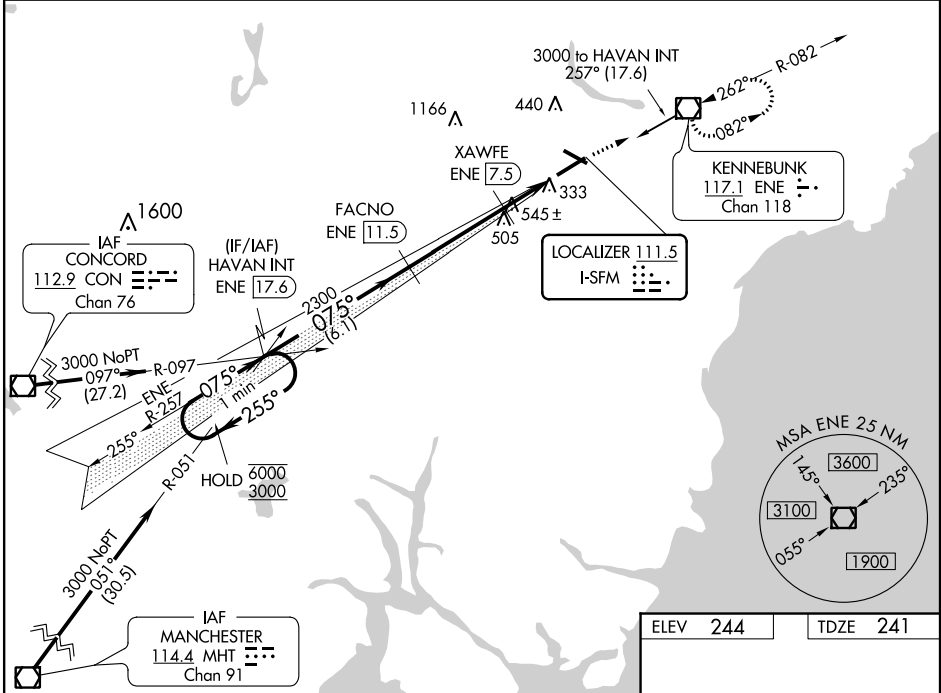 3000 to HAVAN INT
257° (17.6)
R-082
262°
082°
1166
440
XAWFE
ENE 7.5
KENNEBUNK
117.1 ENE
Chan 118
333
545 ±
505
FACNO
ENE 11.5
LOCALIZER 111.5
I-SFM
1600
IAF
CONCORD
112.9 CON
Chan 76
(IF/IAF)
HAVAN INT
ENE 17.6
2300
075°
(6.1)
3000 NoPT
097°
(27.2)
R-097
ENE
R-257
255°
075°
1 min
255°
HOLD 6000
3000
R-051
3000 NoPT
051°
(30.5)
IAF
MANCHESTER
114.4 MHT
Chan 91
MSA ENE 25 NM
145°
3600
235°
3100
055°
1900
ELEV 244
TDZE 241